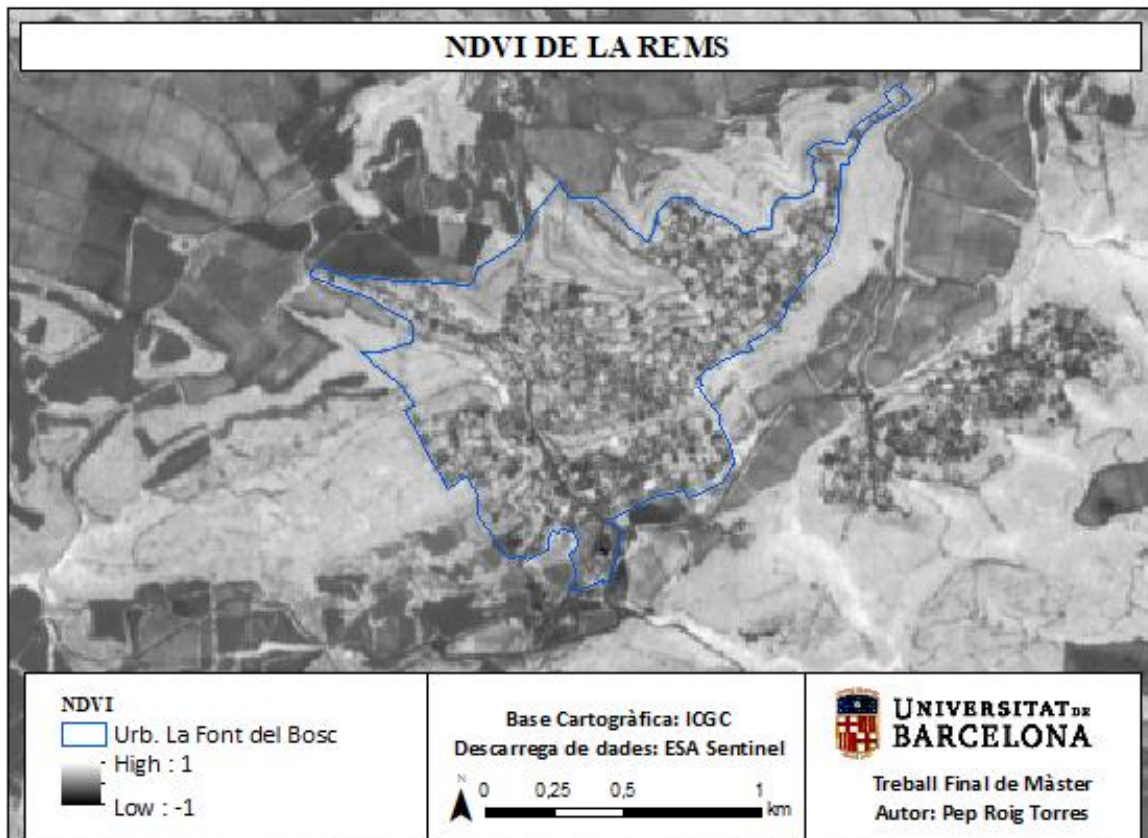 NDVI DE LA REMS
NDVI
Urb. La Font del Bosc
High : 1
Low : -1
Base Cartogràfica: ICGC
Descarrega de dades: ESA Sentinel
N
0 0,25 0,5 1
km
UNIVERSITAT DE
BARCELONA
Treball Final de Màster
Autor: Pep Roig Torres